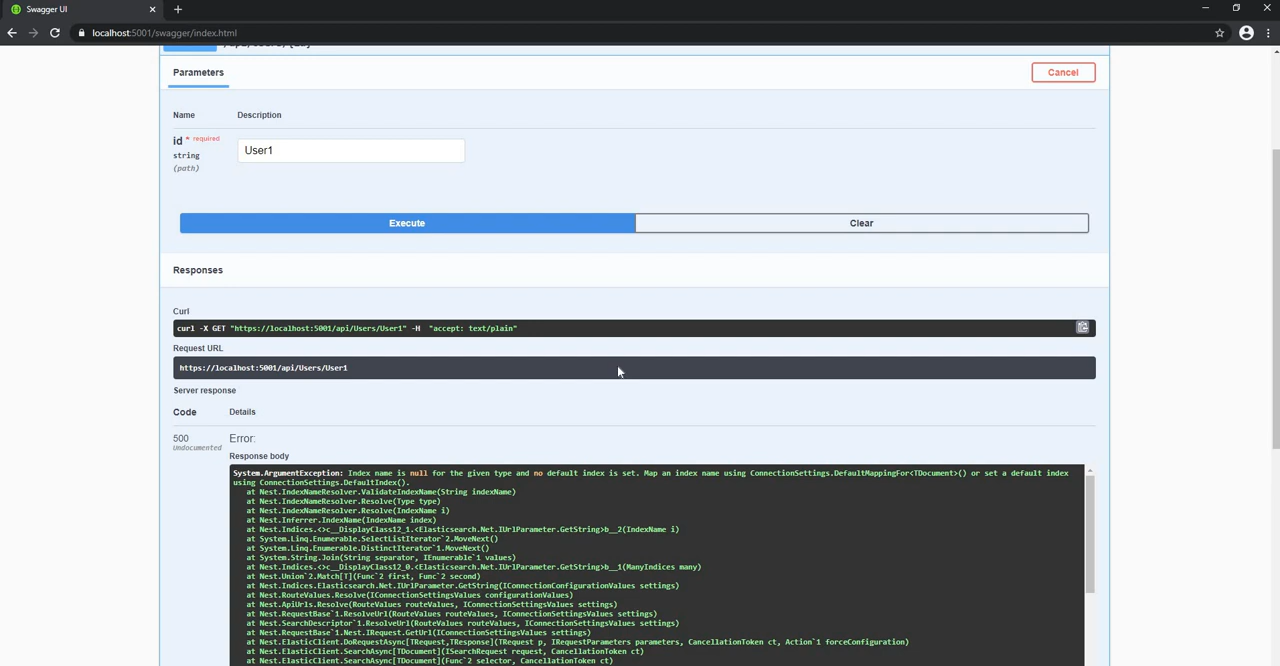 Swagger UI
localhost:5001/swagger/index.html
/api/Users/{id}
Parameters
Cancel
Name Description
id * required
string
(path)
User1
Execute
Clear
Responses
Curl
curl -X GET "https://localhost:5001/api/Users/User1" -H  "accept: text/plain"
Request URL
https://localhost:5001/api/Users/User1
Server response
Code Details
500
Undocumented
Error:
Response body
System.ArgumentException: Index name is null for the given type and no default index is set. Map an index name using ConnectionSettings.DefaultMappingFor<TDocument>() or set a default index
using ConnectionSettings.DefaultIndex().
at Nest.IndexNameResolver.ValidateIndexName(String indexName)
at Nest.IndexNameResolver.Resolve(Type type)
at Nest.IndexNameResolver.Resolve(IndexName i)
at Nest.Inferrer.IndexName(IndexName index)
at Nest.Indices.<>c__DisplayClass12_1.<Elasticsearch.Net.IUrlParameter.GetString>b__2(IndexName i)
at System.Linq.Enumerable.SelectListIterator`2.MoveNext()
at System.Linq.Enumerable.DistinctIterator`1.MoveNext()
at System.String.Join(String separator, IEnumerable`1 values)
at Nest.Indices.<>c__DisplayClass12_0.<Elasticsearch.Net.IUrlParameter.GetString>b__1(ManyIndices many)
at Nest.Union`2.Match[T](Func`2 first, Func`2 second)
at Nest.Indices.Elasticsearch.Net.IUrlParameter.GetString(IConnectionConfigurationValues settings)
at Nest.RouteValues.Resolve(IConnectionSettingsValues configurationValues)
at Nest.ApiUrls.Resolve(RouteValues routeValues, IConnectionSettingsValues settings)
at Nest.RequestBase`1.ResolveUrl(RouteValues routeValues, IConnectionSettingsValues settings)
at Nest.SearchDescriptor`1.ResolveUrl(RouteValues routeValues, IConnectionSettingsValues settings)
at Nest.RequestBase`1.Nest.IRequest.GetUrl(IConnectionSettingsValues settings)
at Nest.ElasticClient.DoRequestAsync[TRequest,TResponse](TRequest p, IRequestParameters parameters, CancellationToken ct, Action`1 forceConfiguration)
at Nest.ElasticClient.SearchAsync[TDocument](ISearchRequest request, CancellationToken ct)
at Nest.ElasticClient.SearchAsync[TDocument](Func`2 selector, CancellationToken ct)